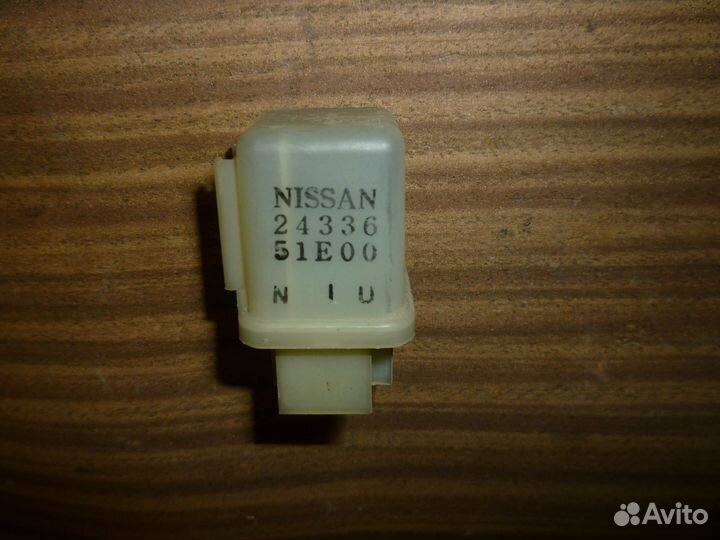 NISSAN
24336
51E00
N I U
Avito